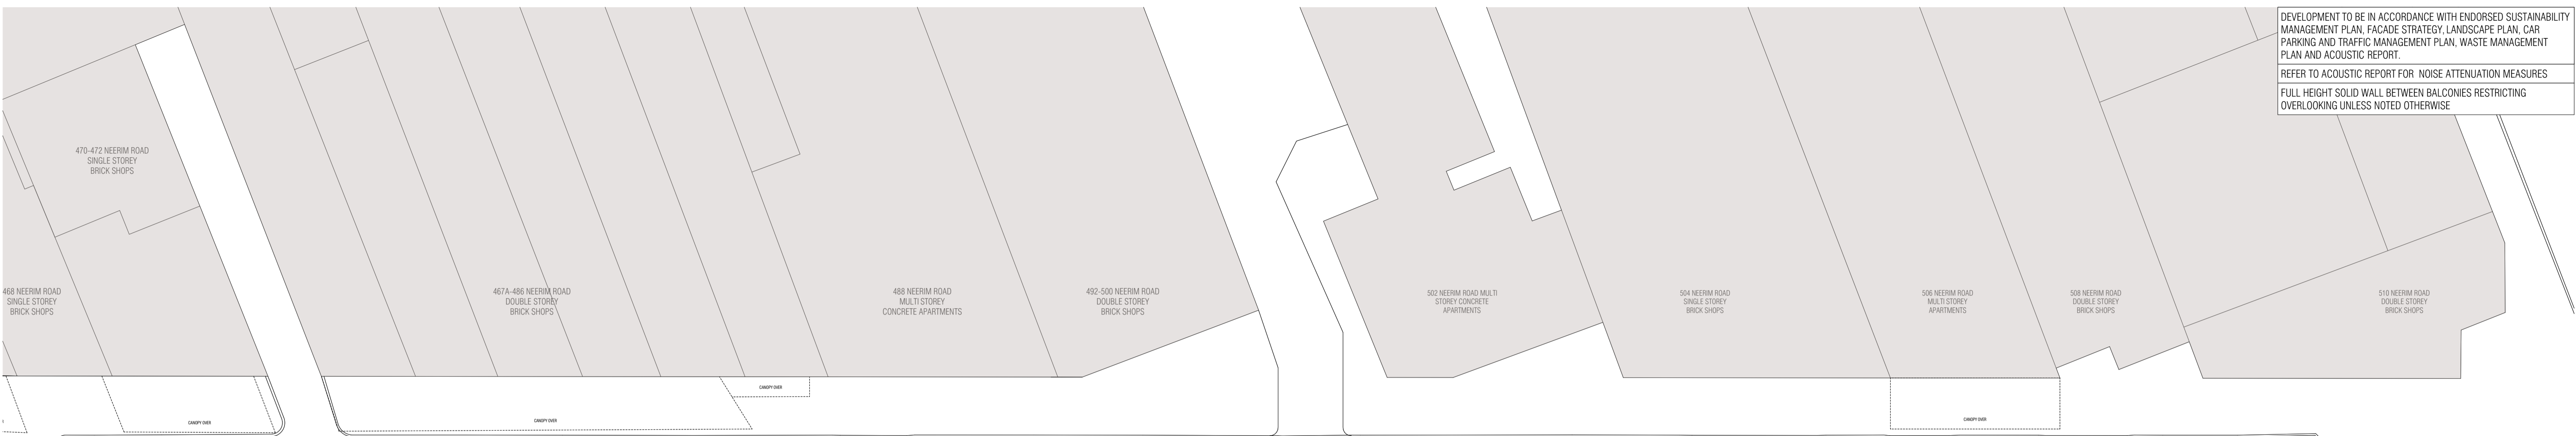 DEVELOPMENT TO BE IN ACCORDANCE WITH ENDORSED SUSTAINABILITY
MANAGEMENT PLAN, FACADE STRATEGY, LANDSCAPE PLAN, CAR
PARKING AND TRAFFIC MANAGEMENT PLAN, WASTE MANAGEMENT
PLAN AND ACOUSTIC REPORT.
REFER TO ACOUSTIC REPORT FOR NOISE ATTENUATION MEASURES
FULL HEIGHT SOLID WALL BETWEEN BALCONIES RESTRICTING
OVERLOOKING UNLESS NOTED OTHERWISE
470-472 NEERIM ROAD
SINGLE STOREY
BRICK SHOPS
468 NEERIM ROAD
SINGLE STOREY
BRICK SHOPS
467A-486 NEERIM ROAD
DOUBLE STOREY
BRICK SHOPS
488 NEERIM ROAD
MULTI STOREY
CONCRETE APARTMENTS
492-500 NEERIM ROAD
DOUBLE STOREY
BRICK SHOPS
502 NEERIM ROAD MULTI
STOREY CONCRETE
APARTMENTS
504 NEERIM ROAD
SINGLE STOREY
BRICK SHOPS
506 NEERIM ROAD
MULTI STOREY
APARTMENTS
508 NEERIM ROAD
DOUBLE STOREY
BRICK SHOPS
510 NEERIM ROAD
DOUBLE STOREY
BRICK SHOPS
CANOPY OVER
CANOPY OVER
CANOPY OVER
CANOPY OVER